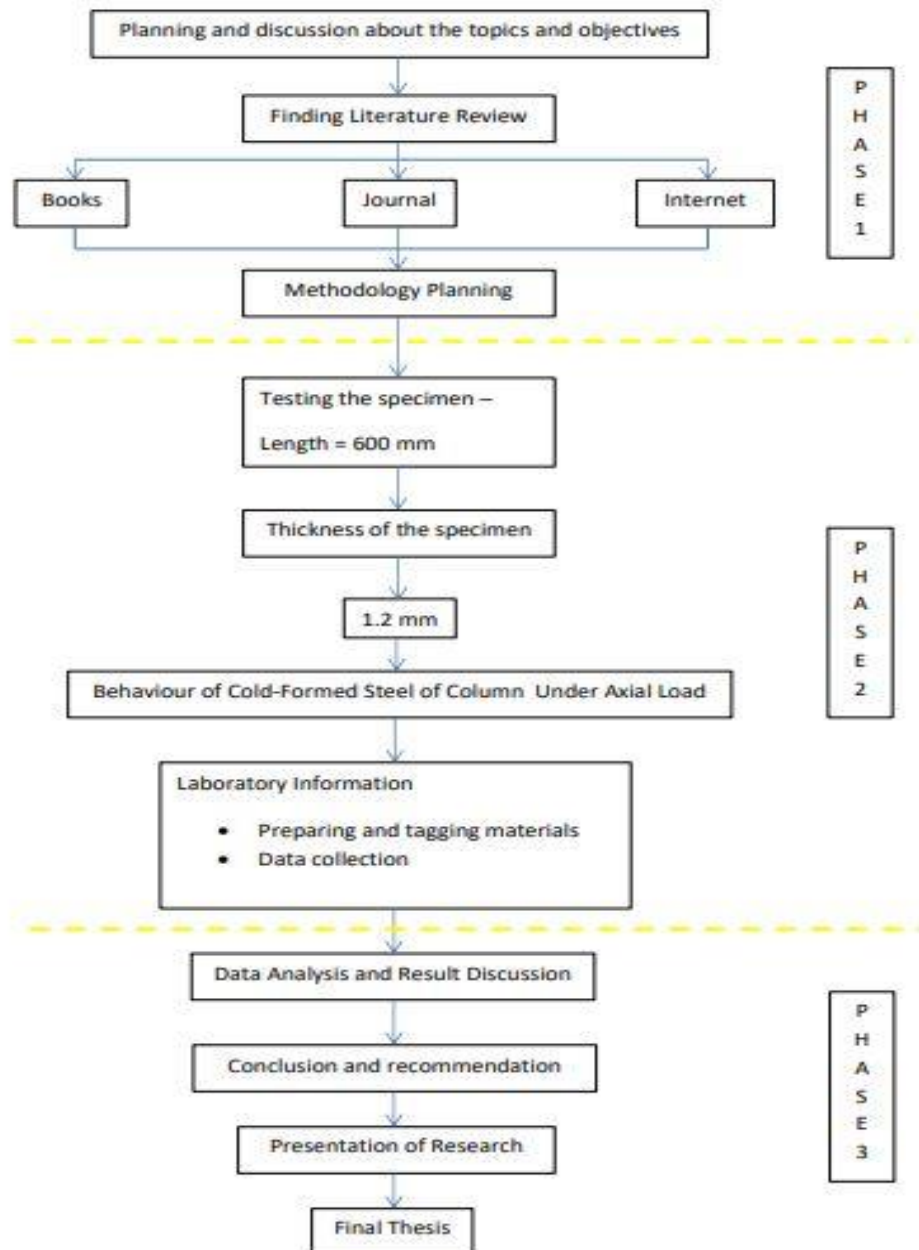 Planning and discussion about the topics and objectives
Finding Literature Review
Books
Journal
Internet
Methodology Planning
P
H
A
S
E
1
Testing the specimen –
Length = 600 mm
Thickness of the specimen
1.2 mm
Behaviour of Cold-Formed Steel of Column Under Axial Load
Laboratory Information
• Preparing and tagging materials
• Data collection
P
H
A
S
E
2
Data Analysis and Result Discussion
Conclusion and recommendation
Presentation of Research
Final Thesis
P
H
A
S
E
3